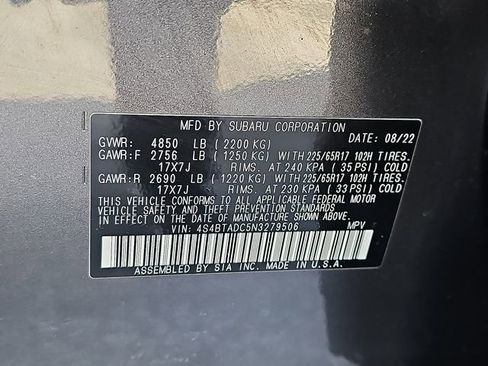 MFD BY SUBARU CORPORATION DATE: 08/22
GVWR: 4850 LB ( 2200 KG)
GAWR:F 2756 LB ( 1250 KG) WITH 225/65R17 102H TIRES.
17X7J RIMS. AT 240 KPA ( 35 PSI) COLD
GAWR:R 2690 LB ( 1220 KG) WITH 225/65R17 102H TIRES.
17X7J RIMS. AT 230 KPA ( 33 PSI) COLD
THIS VEHICLE CONFORMS TO ALL APPLICABLE FEDERAL MOTOR
VEHICLE SAFETY AND THEFT PREVENTION STANDARDS
IN EFFECT ON THE DATE OF MANUFACTURE SHOWN ABOVE.
VIN: 4S4BTADC5N3279506 MPV
ASSEMBLED BY SIA INC. MADE IN U.S.A.